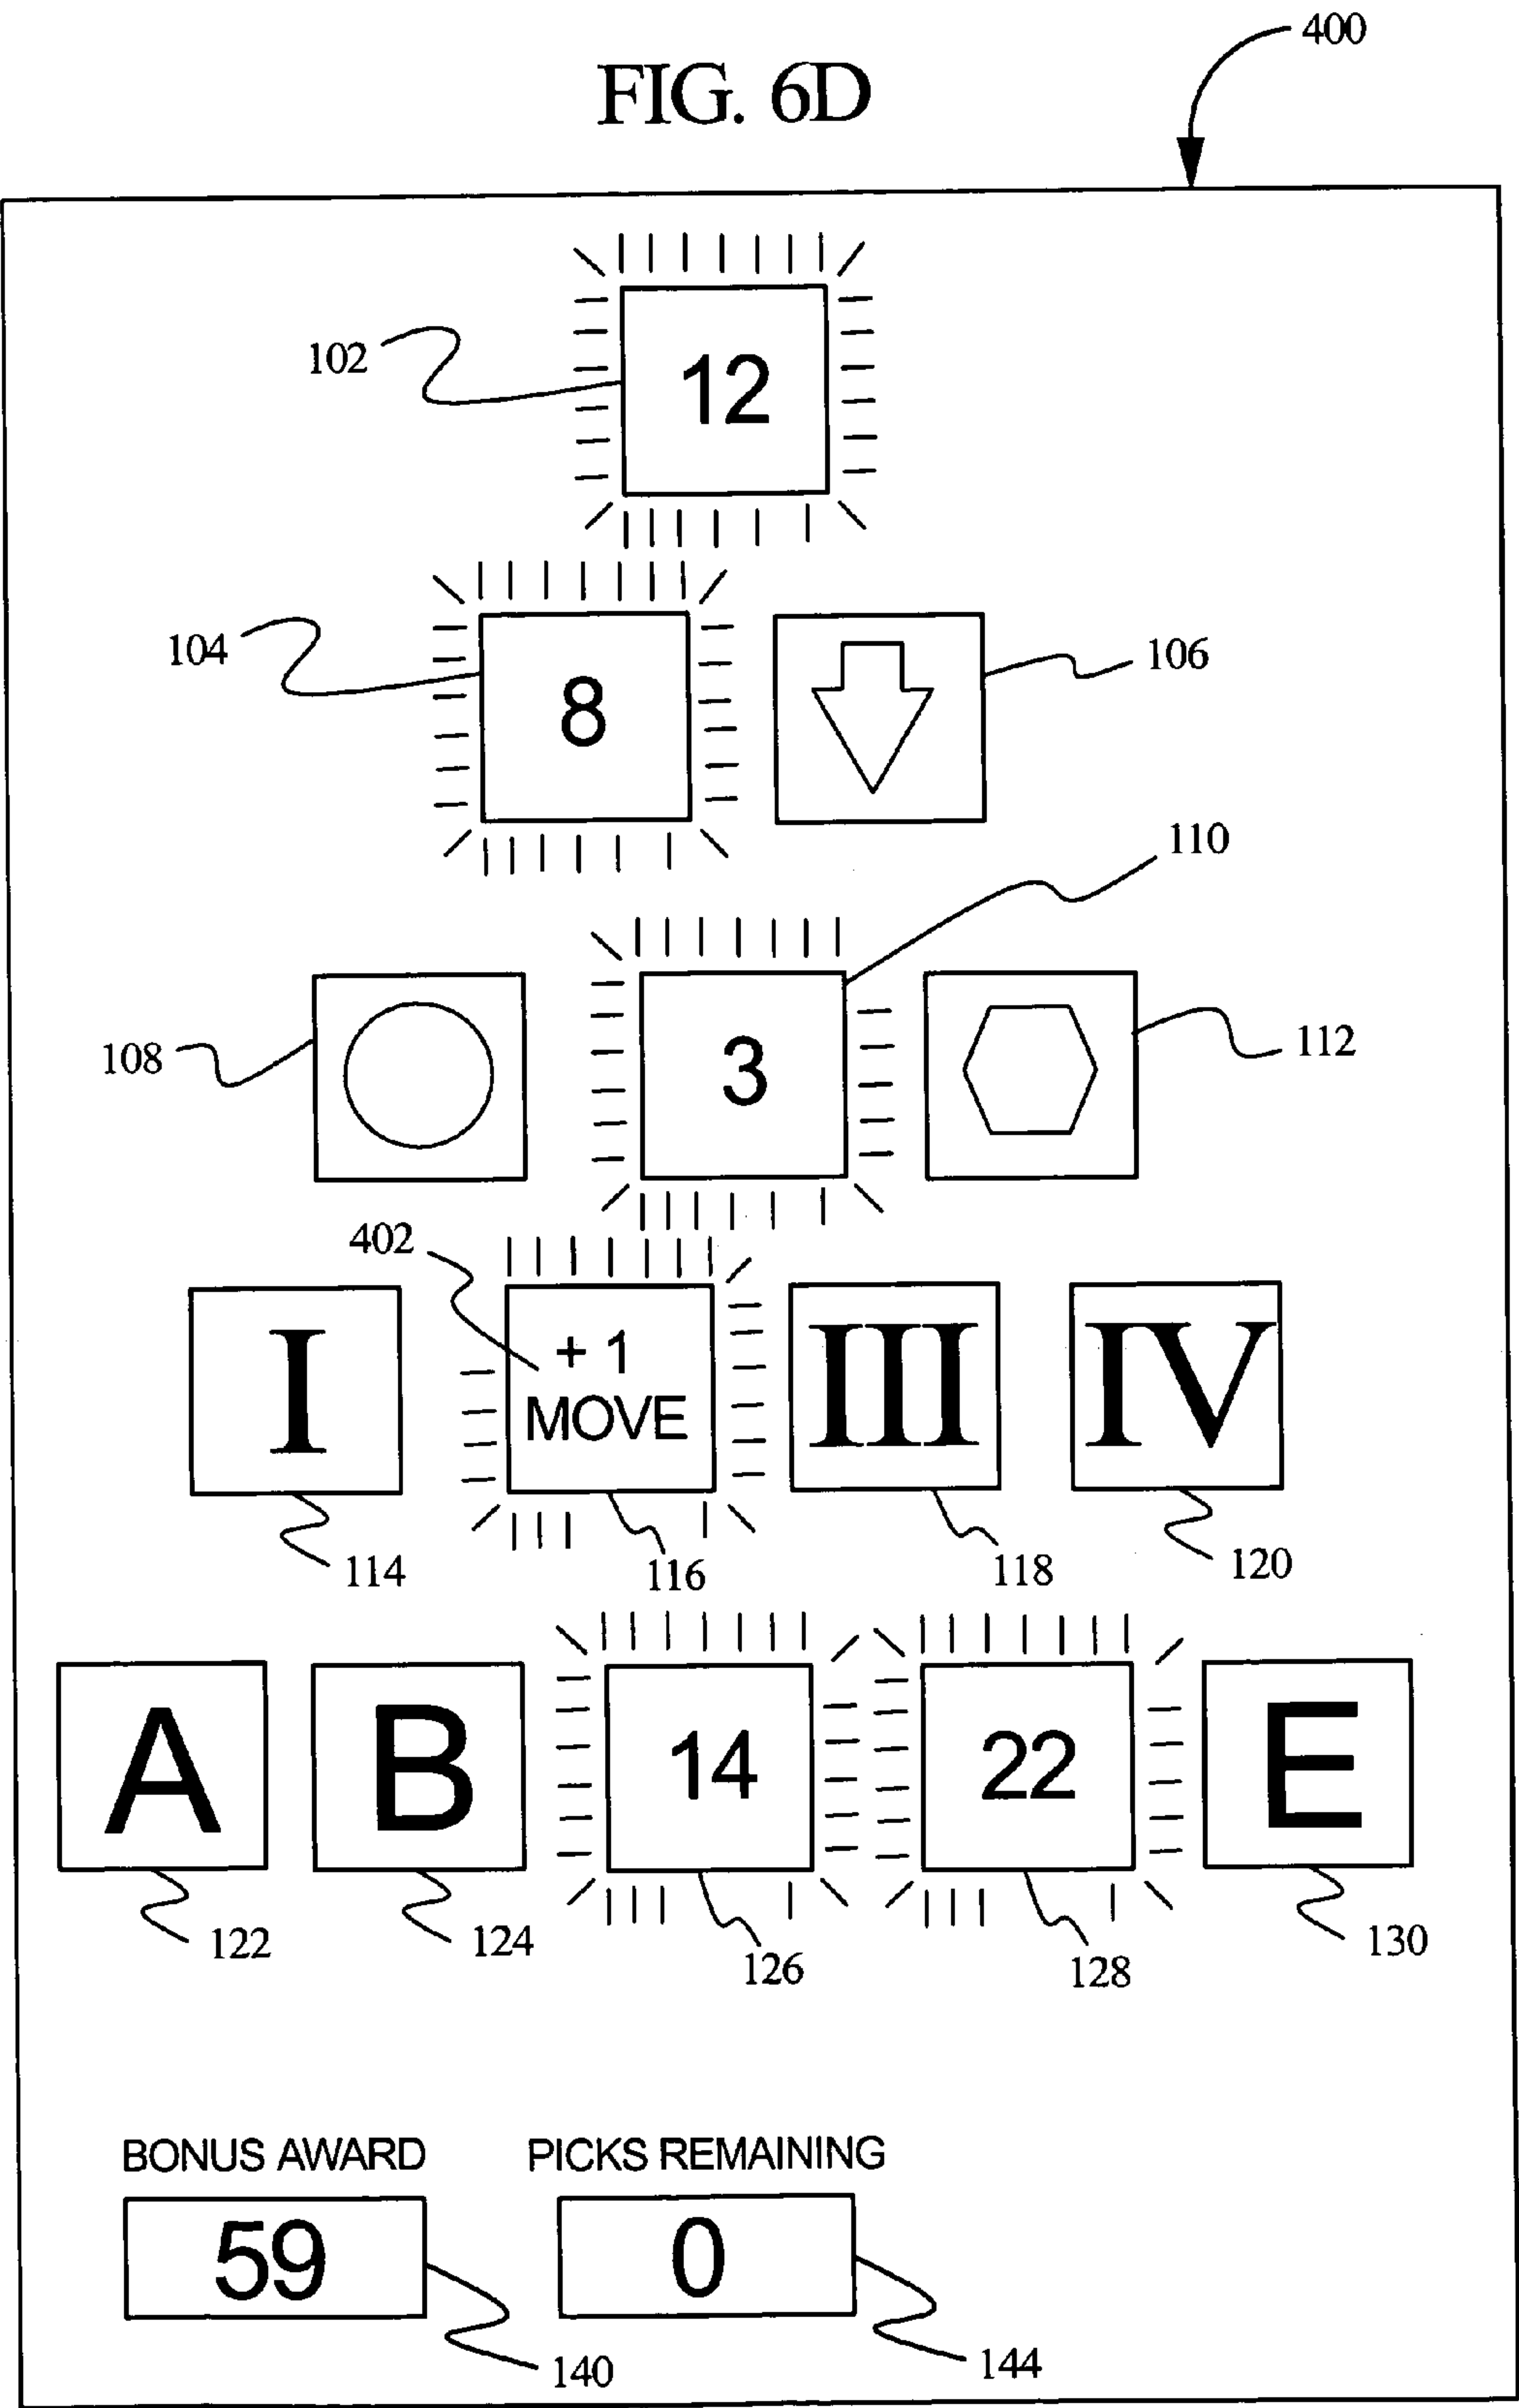 400
FIG. 6D
102
12
104
8
106
110
108
3
112
402
I
+ 1
MOVE
III
IV
114
116
118
120
A
B
14
22
E
122
124
126
128
130
BONUS AWARD
PICKS REMAINING
59
0
140
144